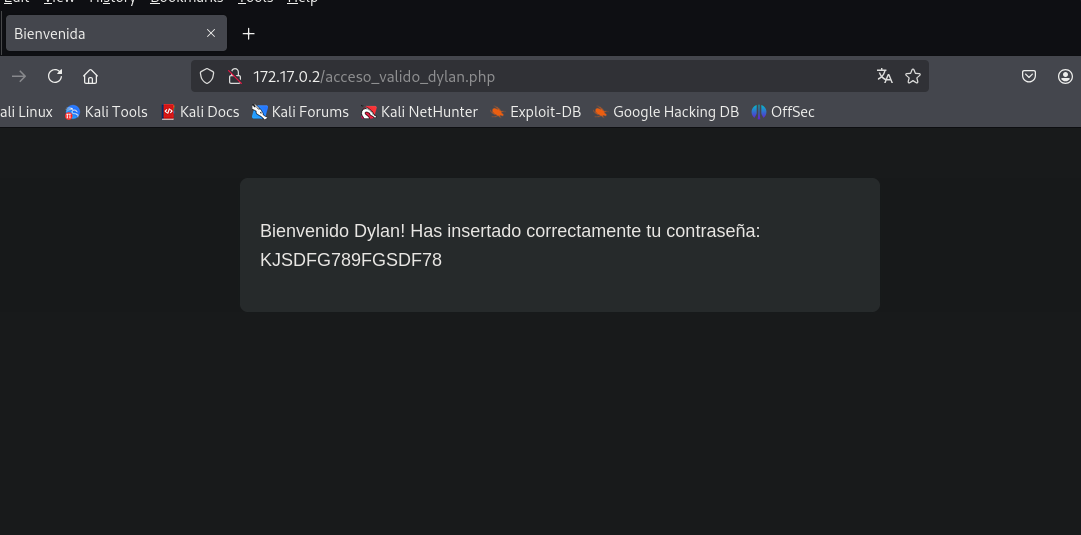 Edit View History Bookmarks Tools Help
Bienvenida
172.17.0.2/acceso_valido_dylan.php
ali Linux Kali Tools Kali Docs Kali Forums Kali NetHunter Exploit-DB Google Hacking DB OffSec
Bienvenido Dylan! Has insertado correctamente tu contraseña:
KJSDFG789FGSDF78